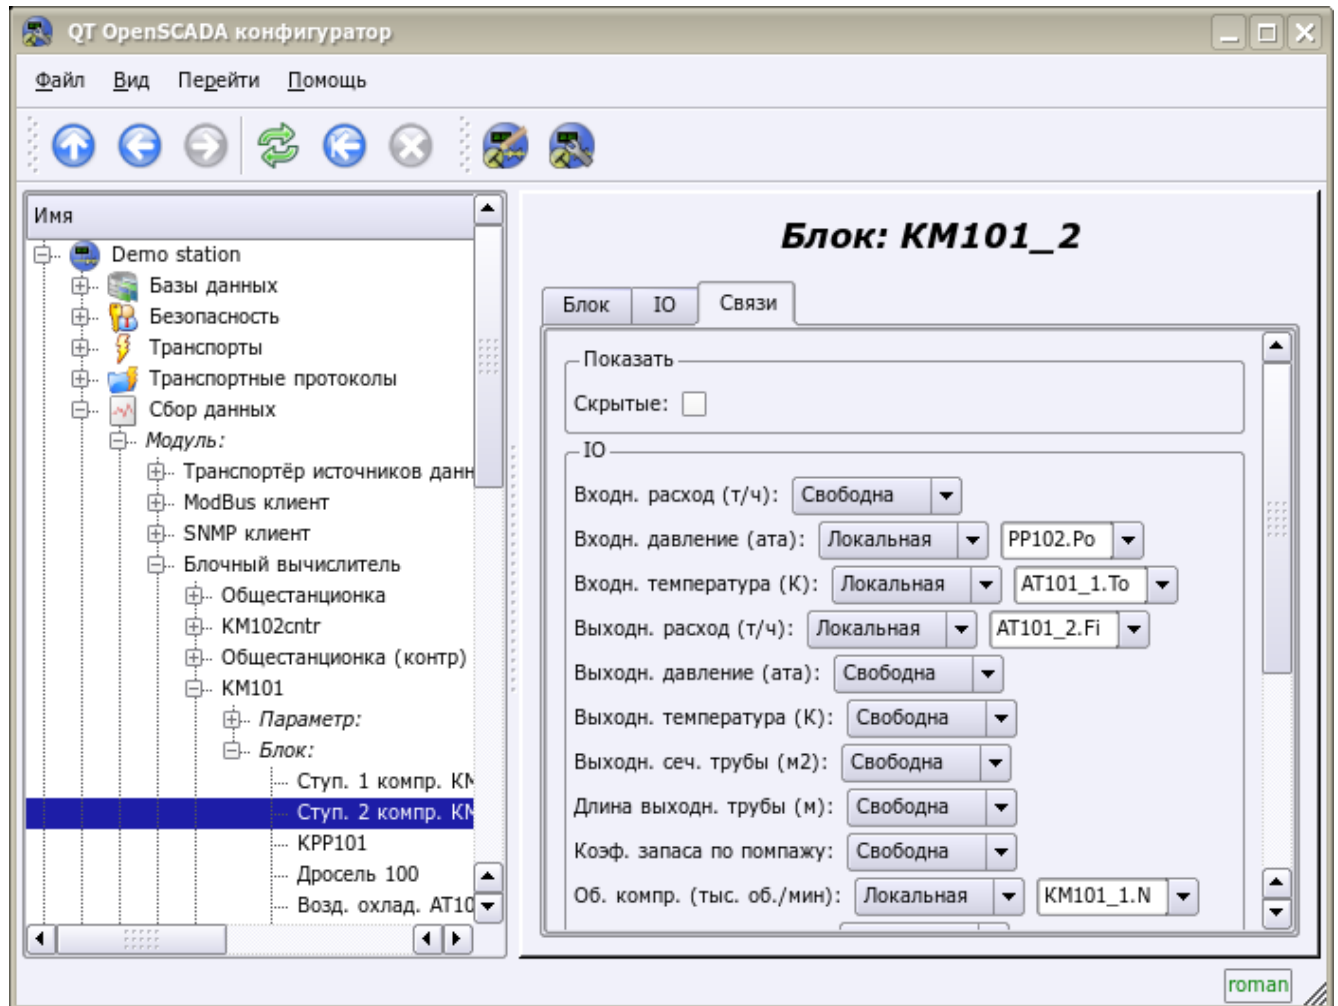 QT OpenSCADA конфигуратор
Файл Вид Перейти Помощь
Имя
Demo station
Базы данных
Безопасность
Транспорты
Транспортные протоколы
Сбор данных
Модуль:
Транспортёр источников данн
ModBus клиент
SNMP клиент
Блочный вычислитель
Общестанционка
KM102cntr
Общестанционка (контр)
KM101
Параметр:
Блок:
Ступ. 1 компр. КМ
Ступ. 2 компр. КМ
КРР101
Дросель 100
Возд. охлад. AT10
Блок: KM101_2
Блок IO Связи
Показать
Скрытые:
IO
Входн. расход (т/ч): Свободна
Входн. давление (ата): Локальная PP102.Po
Входн. температура (К): Локальная AT101_1.To
Выходн. расход (т/ч): Локальная AT101_2.Fi
Выходн. давление (ата): Свободна
Выходн. температура (К): Свободна
Выходн. сеч. трубы (м2): Свободна
Длина выходн. трубы (м): Свободна
Коэф. запаса по помпажу: Свободна
Об. компр. (тыс. об./мин): Локальная KM101_1.N
roman